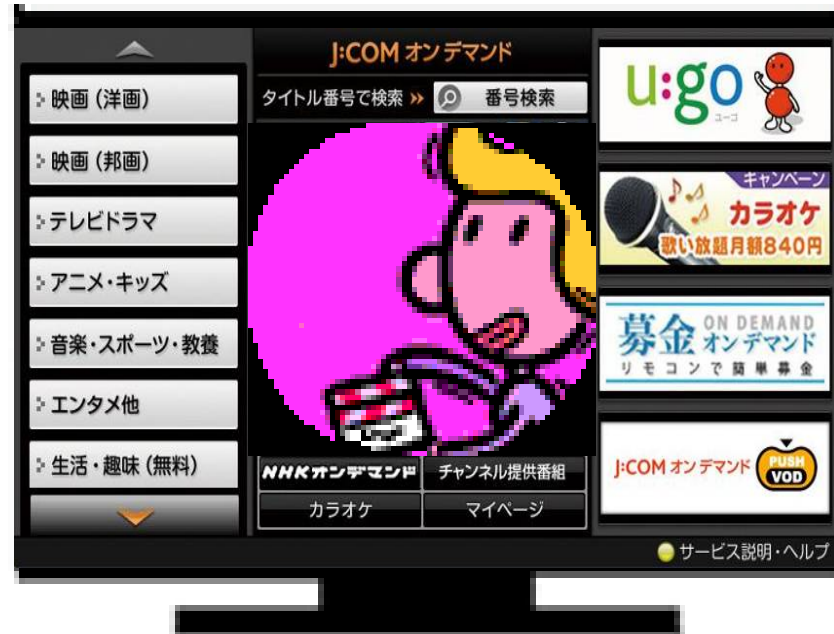 映画（洋画）
映画（邦画）
テレビドラマ
アニメ・キッズ
音楽・スポーツ・教養
エンタメ他
生活・趣味（無料）
J:COM オンデマンド
タイトル番号で検索 »
番号検索
NHKオンデマンド
チャンネル提供番組
カラオケ
マイページ
u:go
ユーゴ
キャンペーン
カラオケ
歌い放題月額840円
募金 ON DEMAND
オンデマンド
リモコンで簡単募金
J:COM オンデマンド
PUSH
VOD
サービス説明・ヘルプ